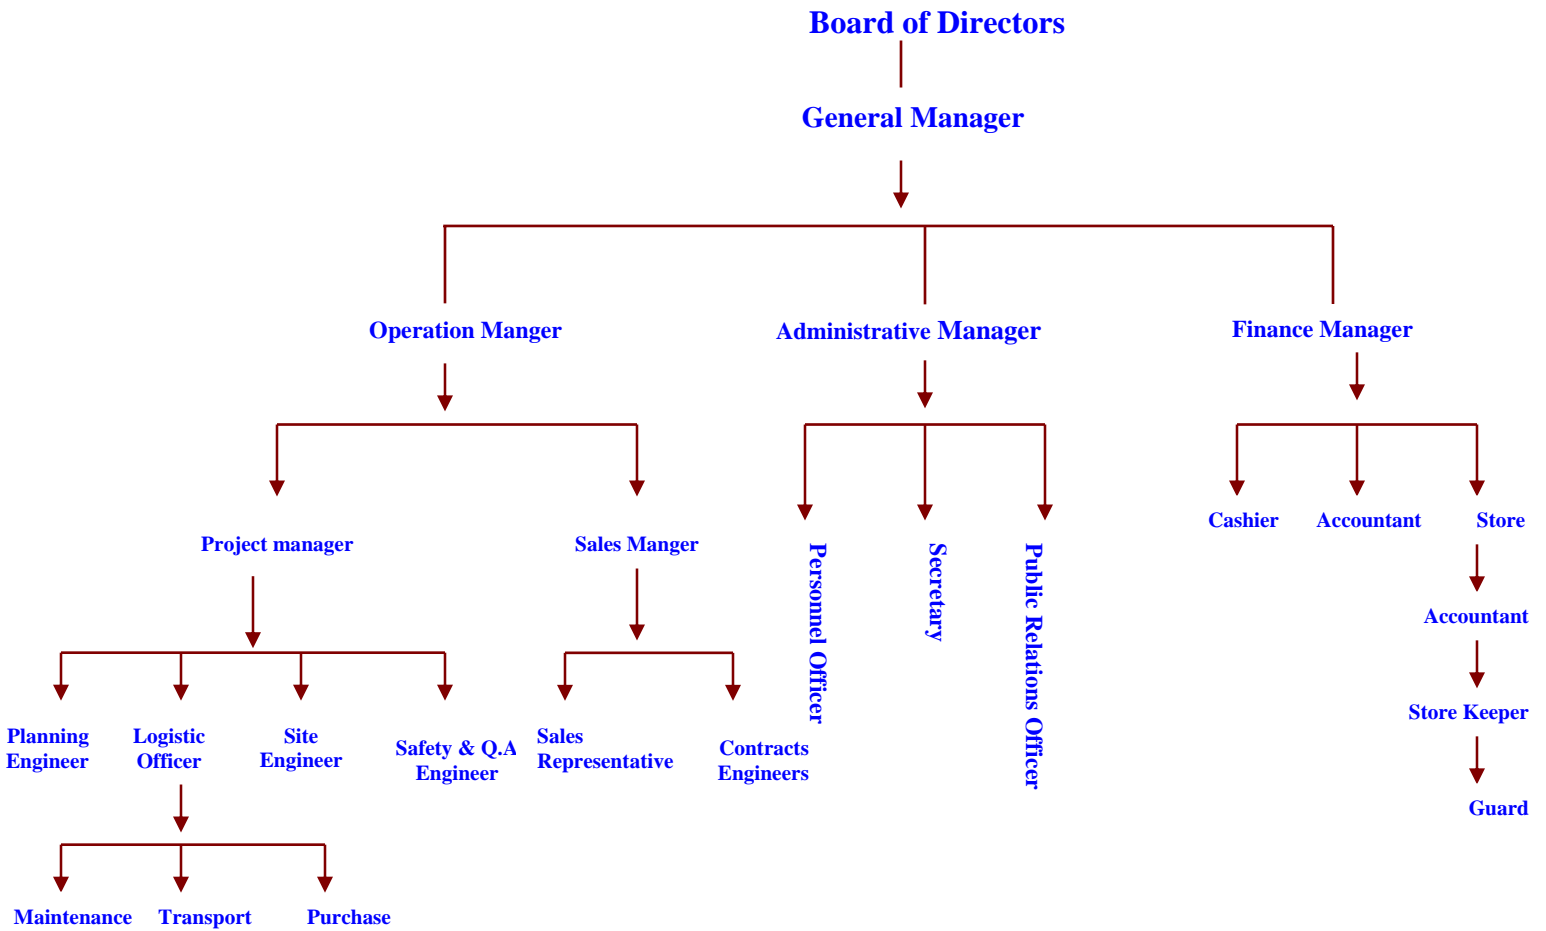 Board of Directors
General Manager
Operation Manger
Administrative Manager
Finance Manager
Cashier
Accountant
Store
Project manager
Sales Manger
Personnel Officer
Secretary
Public Relations Officer
Accountant
Store Keeper
Guard
Planning
Engineer
Logistic
Officer
Site
Engineer
Safety & Q.A
Engineer
Sales
Representative
Contracts
Engineers
Maintenance
Transport
Purchase